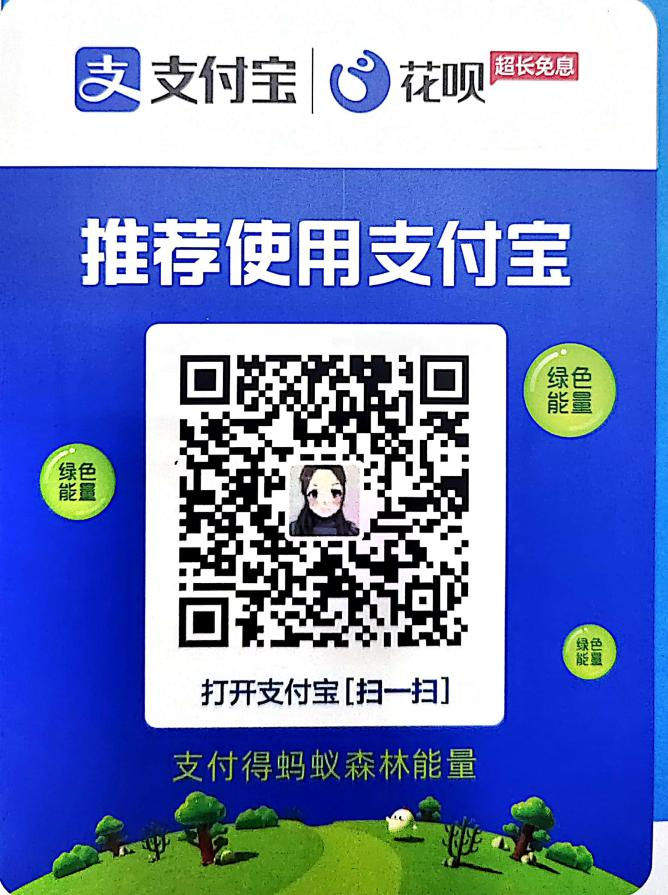 支 支付宝 花呗 超长免息
推荐使用支付宝
绿色
能量
绿色
能量
绿色
能量
打开支付宝[扫一扫]
支付得蚂蚁森林能量